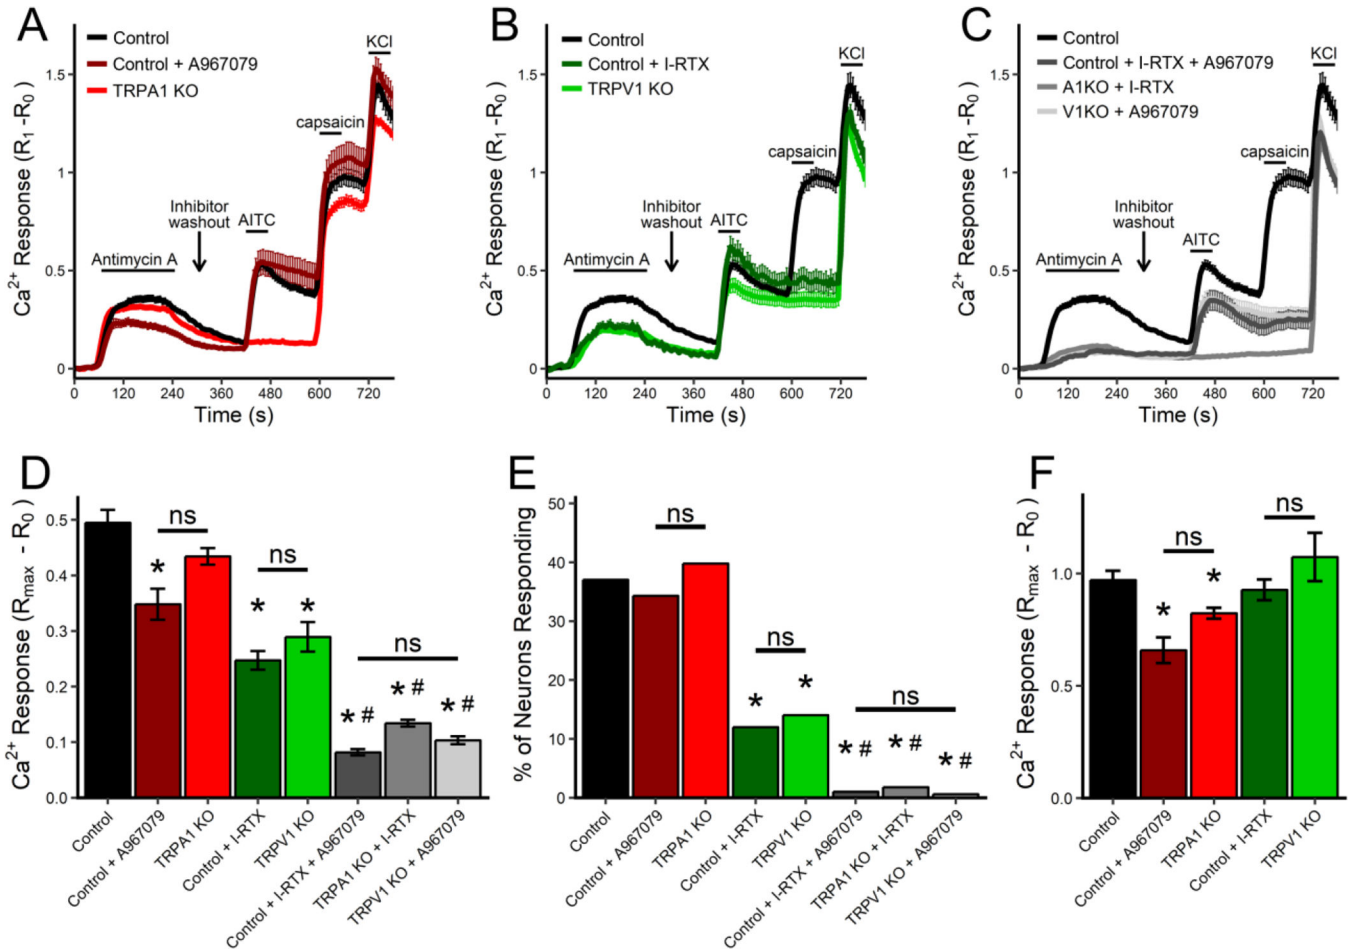 A
Control
Control + A967079
TRPA1 KO
KCl
capsaicin
Inhibitor
washout
AITC
Antimycin A
Ca2+ Response (R1 -R0)
1.5
1
0.5
0
0 120 240 360 480 600 720
Time (s)
B
Control
Control + I-RTX
TRPV1 KO
KCl
capsaicin
Inhibitor
washout
AITC
Antimycin A
Ca2+ Response (R1 -R0)
1.5
1
0.5
0
0 120 240 360 480 600 720
Time (s)
C
Control
Control + I-RTX + A967079
A1KO + I-RTX
V1KO + A967079
KCl
capsaicin
Inhibitor
washout
AITC
Antimycin A
Ca2+ Response (R1 -R0)
1.5
1
0.5
0
0 120 240 360 480 600 720
Time (s)
D
Ca2+ Response (Rmax - R0 )
0.5
0.4
0.3
0.2
0.1
0.0
ns
*
ns
* *
ns
* # * # * #
Control
Control + A967079
TRPA1 KO
Control + I-RTX
TRPV1 KO
Control + I-RTX + A967079
TRPA1 KO + I-RTX
TRPV1 KO + A967079
E
% of Neurons Responding
50
40
30
20
10
0
ns
ns
* *
ns
* # * # * #
Control
Control + A967079
TRPA1 KO
Control + I-RTX
TRPV1 KO
Control + I-RTX + A967079
TRPA1 KO + I-RTX
TRPV1 KO + A967079
F
Ca2+ Response (Rmax - R0 )
1.0
0.5
0.0
ns
ns
* *
Control
Control + A967079
TRPA1 KO
Control + I-RTX
TRPV1 KO